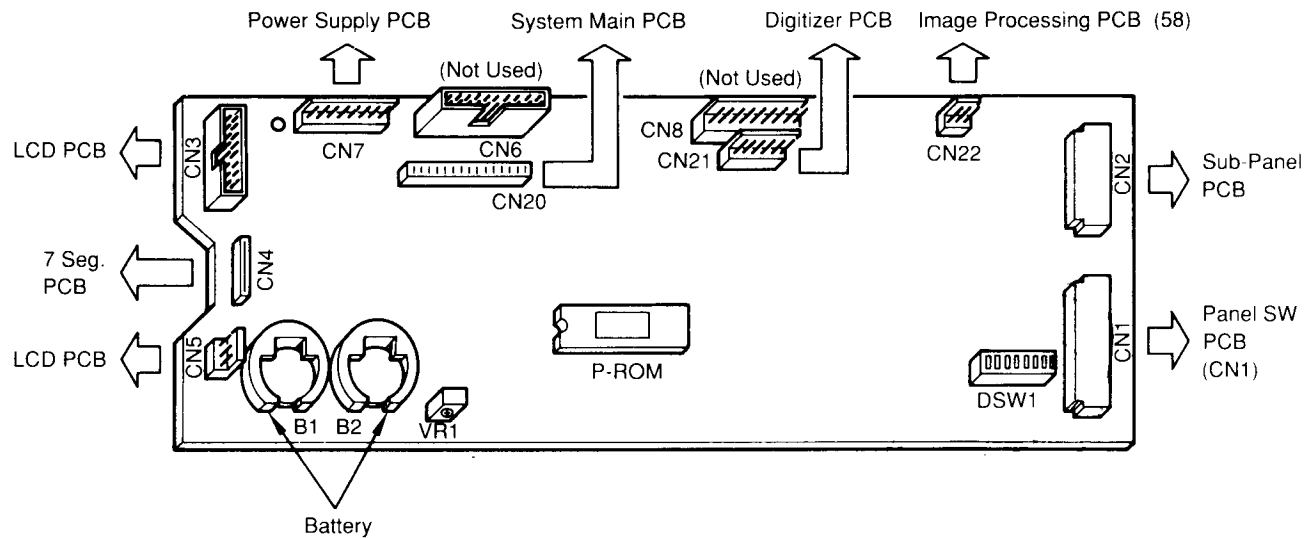 Power Supply PCB
System Main PCB
Digitizer PCB
Image Processing PCB (58)
(Not Used)
(Not Used)
LCD PCB
CN3
CN7
CN6
CN20
CN8
CN21
CN22
CN2
Sub-Panel
PCB
7 Seg.
PCB
CN4
LCD PCB
CN5
B1
B2
VR1
P-ROM
DSW1
CN1
Panel SW
PCB
(CN1)
Battery